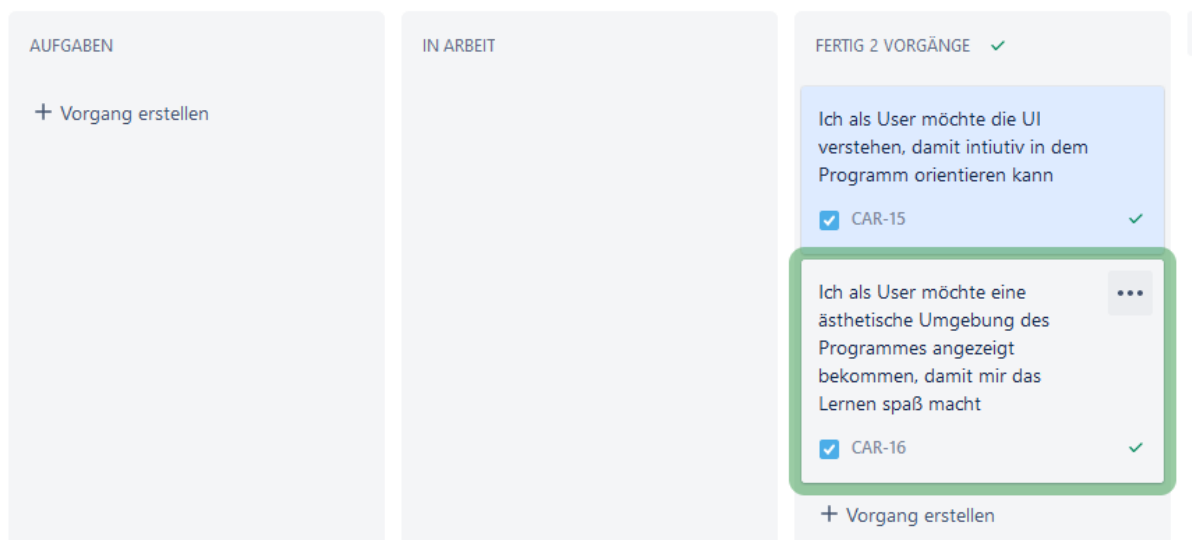 AUFGABEN
+ Vorgang erstellen
IN ARBEIT
FERTIG 2 VORGÄNGE
Ich als User möchte die UI
verstehen, damit intiutiv in dem
Programm orientieren kann
CAR-15
Ich als User möchte eine
ästhetische Umgebung des
Programmes angezeigt
bekommen, damit mir das
Lernen spaß macht
CAR-16
+ Vorgang erstellen